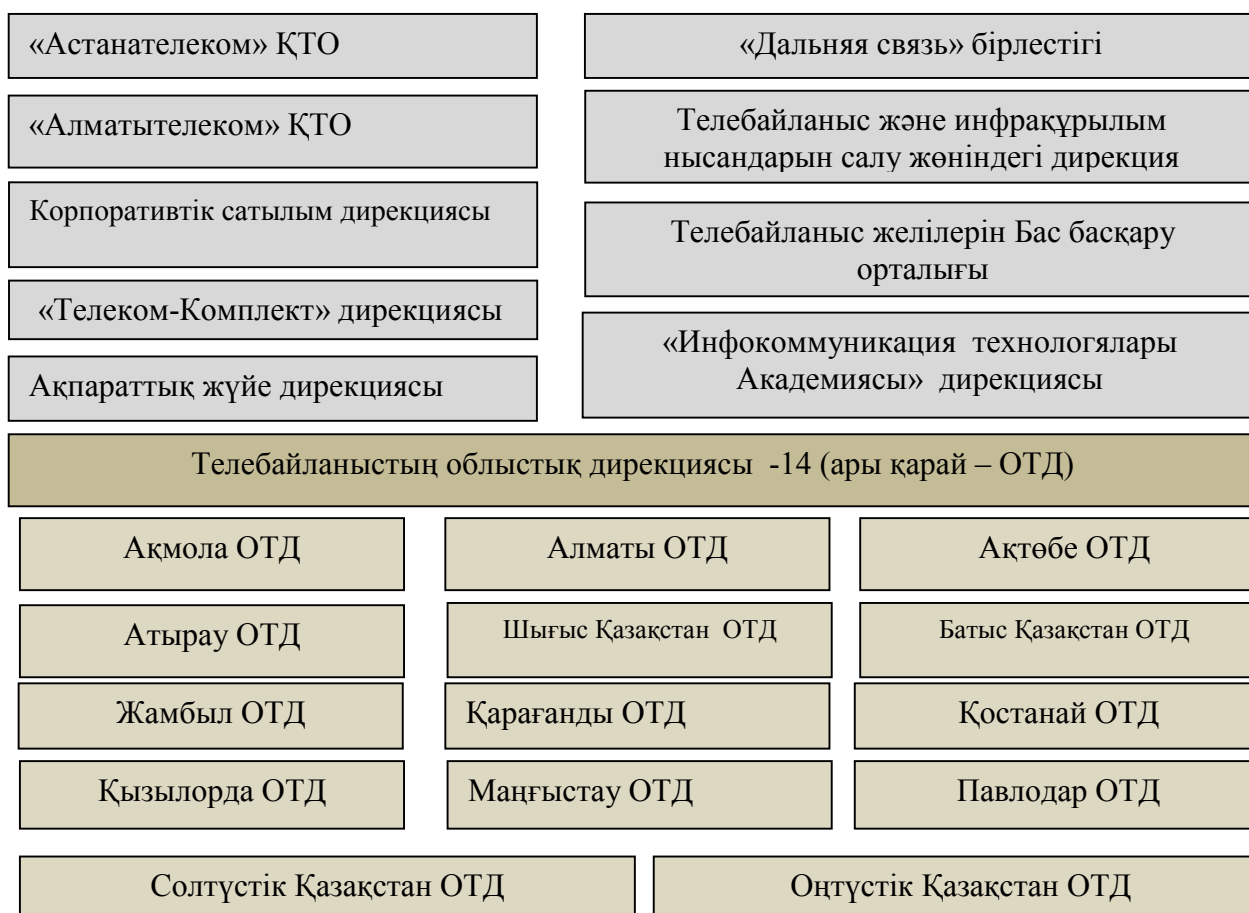 «Астанателеком» ҚТО
«Дальняя связь» бірлестігі
«Алматытелеком» ҚТО
Телебайланыс және инфрақұрылым
нысандарын салу жөніндегі дирекция
Корпоративтік сатылым дирекциясы
Телебайланыс желілерін Бас басқару
орталығы
«Телеком-Комплект» дирекциясы
«Инфокоммуникация технологялары
Академиясы» дирекциясы
Ақпараттық жүйе дирекциясы
Телебайланыстың облыстық дирекциясы -14 (ары қарай – ОТД)
Ақмола ОТД
Алматы ОТД
Ақтөбе ОТД
Атырау ОТД
Шығыс Қазақстан ОТД
Батыс Қазақстан ОТД
Жамбыл ОТД
Қарағанды ОТД
Қостанай ОТД
Қызылорда ОТД
Маңғыстау ОТД
Павлодар ОТД
Солтүстік Қазақстан ОТД
Оңтүстік Қазақстан ОТД